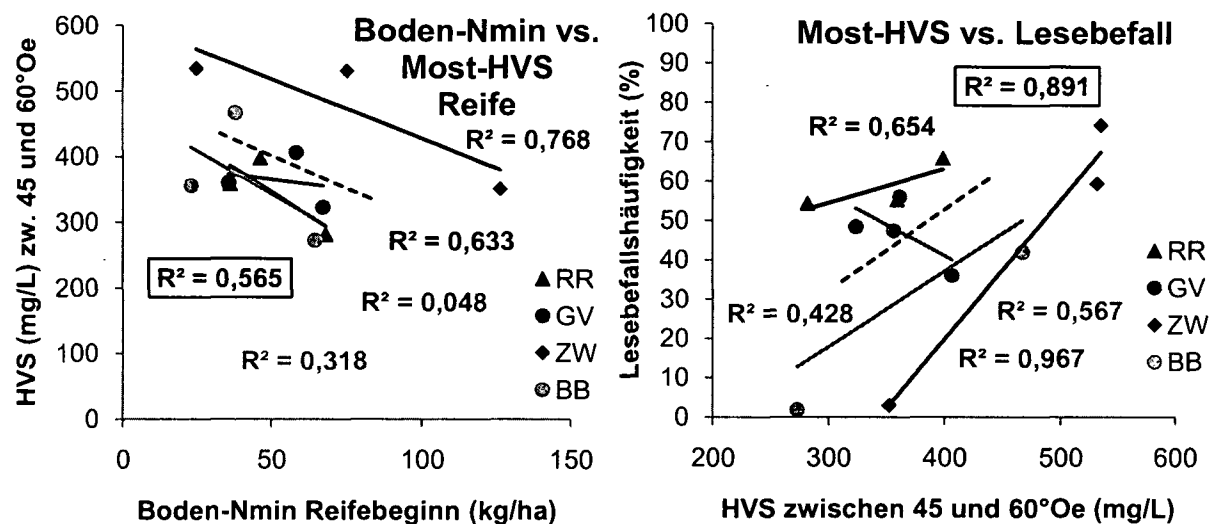 Boden-Nmin vs.
Most-HVS
Reife
HVS (mg/L) zw. 45 und 60°Oe
600
500
400
300
200
100
0
R² = 0,768
R² = 0,633
R² = 0,565
R² = 0,048
R² = 0,318
RR
GV
ZW
BB
0 50 100 150
Boden-Nmin Reifebeginn (kg/ha)
Most-HVS vs. Lesebefall
Lesebefallshäufigkeit (%)
100
90
80
70
60
50
40
30
20
10
0
R² = 0,891
R² = 0,654
R² = 0,428
R² = 0,567
R² = 0,967
RR
GV
ZW
BB
200 300 400 500 600
HVS zwischen 45 und 60°Oe (mg/L)